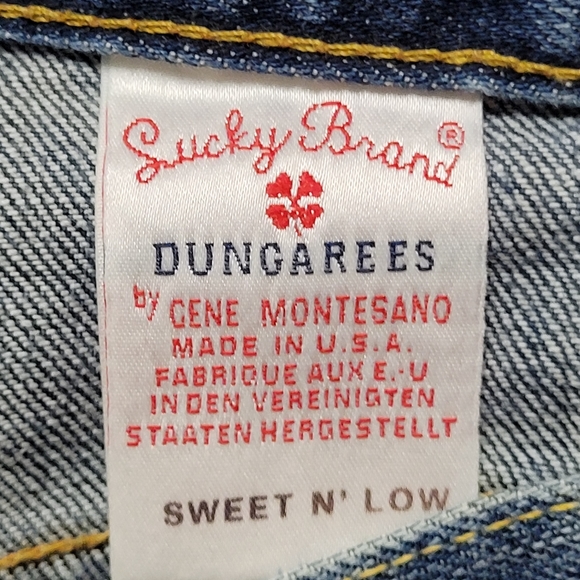 Lucky Brand ®
DUNGAREES
by GENE MONTESANO
MADE IN U.S.A.
FABRIQUE AUX E.-U
IN DEN VEREINIGTEN
STAATEN HERGESTELLT
SWEET N' LOW